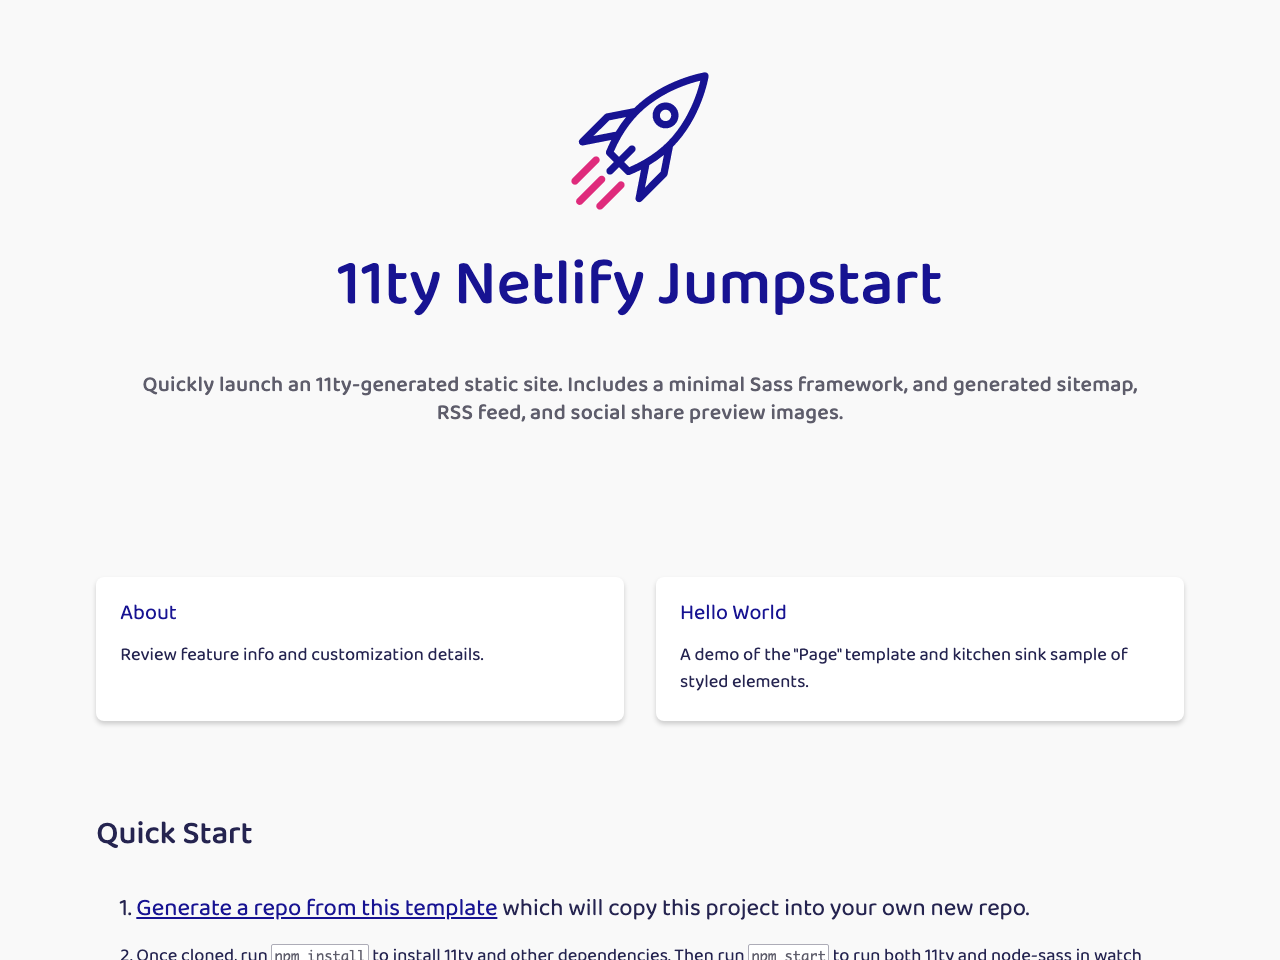 11ty Netlify Jumpstart
Quickly launch an 11ty-generated static site. Includes a minimal Sass framework, and generated sitemap,
RSS feed, and social share preview images.
About
Review feature info and customization details.
Hello World
A demo of the "Page" template and kitchen sink sample of
styled elements.
Quick Start
1. Generate a repo from this template which will copy this project into your own new repo.
2. Once cloned, run npm install to install 11ty and other dependencies. Then run npm start to run both 11ty and node-sass in watch